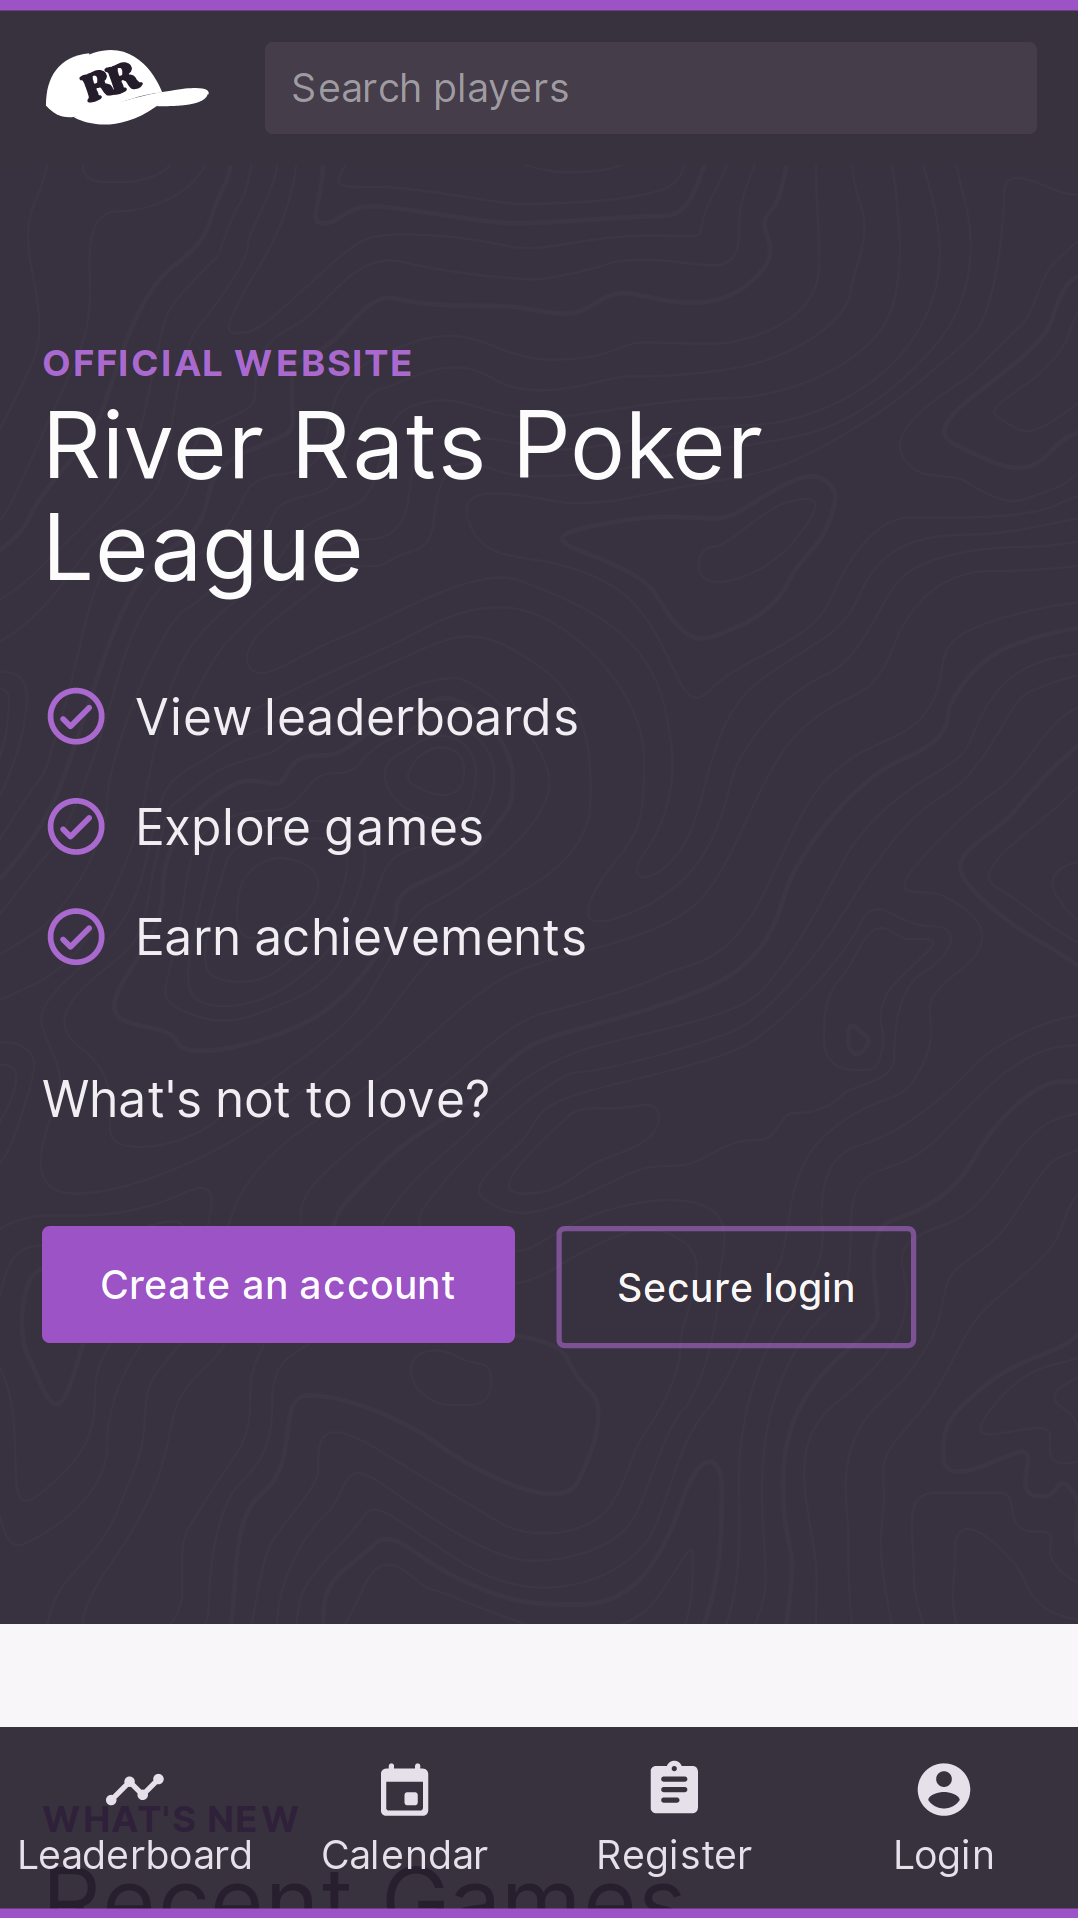 RR
Search players
OFFICIAL WEBSITE
River Rats Poker
League
View leaderboards
Explore games
Earn achievements
What's not to love?
Create an account
Secure login
WHAT'S NEW
Leaderboard
Calendar
Register
Login
Recent Games